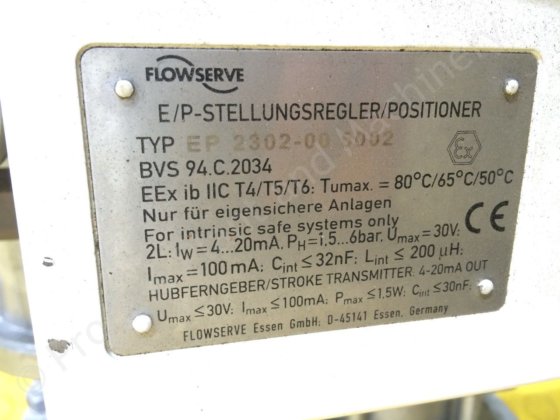 FLOWSERVE
E/P-STELLUNGSREGLER/POSITIONER
TYP EP 2302-00 S002
BVS 94.C.2034
EEx ib IIC T4/T5/T6: Tumax. = 80°C/65°C/50°C
Nur für eigensichere Anlagen
For intrinsic safe systems only
2L: Iw = 4...20mA, PH = 1,5...6bar, Umax = 30V:
Imax = 100mA: Cint ≤ 32nF: Lint ≤ 200 µH:
HUBFERNGEBER/STROKE TRANSMITTER: 4-20mA OUT
Umax ≤ 30V: Imax ≤ 100mA: Pmax ≤ 1,5W: Cint ≤ 30nF:
FLOWSERVE Essen GmbH: D-45141 Essen, Germany
Ex
CE